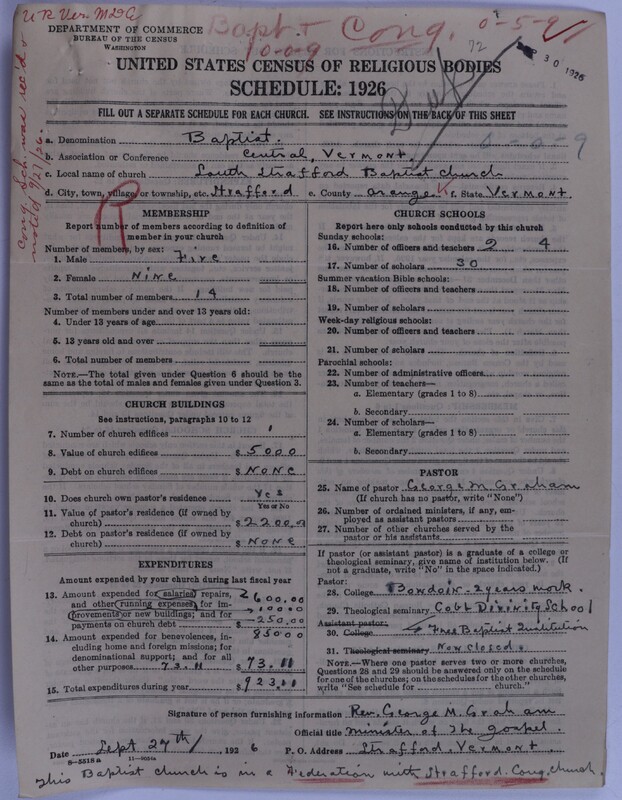 U.R. Ver. M & C
Bapt. + Cong. 0-5-9
DEPARTMENT OF COMMERCE
BUREAU OF THE CENSUS
WASHINGTON
0-0-9
72
30 1926
UNITED STATES CENSUS OF RELIGIOUS BODIES
SCHEDULE: 1926
FILL OUT A SEPARATE SCHEDULE FOR EACH CHURCH. SEE INSTRUCTIONS ON THE BACK OF THIS SHEET
Cong. Sch. was rec'd &
not'd 9/27/26.
0-0-9
a. Denomination Baptist.
b. Association or Conference Central, Vermont.
c. Local name of church South Strafford Baptist church
d. City, town, village, or township, etc. Strafford e. County Orange K f. State Vermont.
R
MEMBERSHIP
Report number of members according to definition of
member in your church
Number of members, by sex:
1. Male Five
2. Female Nine
3. Total number of members 14
Number of members under and over 13 years old:
4. Under 13 years of age
5. 13 years old and over
6. Total number of members
NOTE.—The total given under Question 6 should be the
same as the total of males and females given under Question 3.
CHURCH BUILDINGS
See instructions, paragraphs 10 to 12
7. Number of church edifices 1
8. Value of church edifices $ 5000
9. Debt on church edifices $ NONE
10. Does church own pastor's residence Yes
Yes or No
11. Value of pastor's residence (if owned by
church) $ 2200.00
12. Debt on pastor's residence (if owned by
church) $ NONE
EXPENDITURES
Amount expended by your church during last fiscal year
13. Amount expended for salaries, repairs, 600.00
and other running expenses; for im-
provements or new buildings; and for 100.00
payments on church debt 250.00
14. Amount expended for benevolences, in- 850.00
cluding home and foreign missions; for
denominational support; and for all
other purposes 73.11 $ 73.11
15. Total expenditures during year $ 923.11
CHURCH SCHOOLS
Report here only schools conducted by this church
Sunday schools:
16. Number of officers and teachers 2 4
17. Number of scholars 30
Summer vacation Bible schools:
18. Number of officers and teachers
19. Number of scholars
Week-day religious schools:
20. Number of officers and teachers
21. Number of scholars
Parochial schools:
22. Number of administrative officers
23. Number of teachers—
a. Elementary (grades 1 to 8)
b. Secondary
24. Number of scholars—
a. Elementary (grades 1 to 8)
b. Secondary
PASTOR
25. Name of pastor George M. Graham
(If church has no pastor, write "None")
26. Number of ordained ministers, if any, em-
ployed as assistant pastors
27. Number of other churches served by the
pastor or his assistants
If pastor (or assistant pastor) is a graduate of a college or
theological seminary, give name of institution below. (If
not a graduate, write "No" in the space indicated.)
Pastor:
28. College Bowdoin - 2 years work.
29. Theological seminary Cobb Divinity School
Assistant pastor:
30. College Free Baptist Institution
31. Theological seminary Now closed.
NOTE.—Where one pastor serves two or more churches,
Questions 28 and 29 should be answered only on the schedule
for one of the churches; on the schedules for the other churches,
write "See schedule for church."
Signature of person furnishing information Rev. George M. Graham
Official title minister of the gospel.
Date Sept 27th, 1926 P. O. Address Strafford, Vermont.
8-5518a
This Baptist church is in a Federation with Strafford Cong. church.